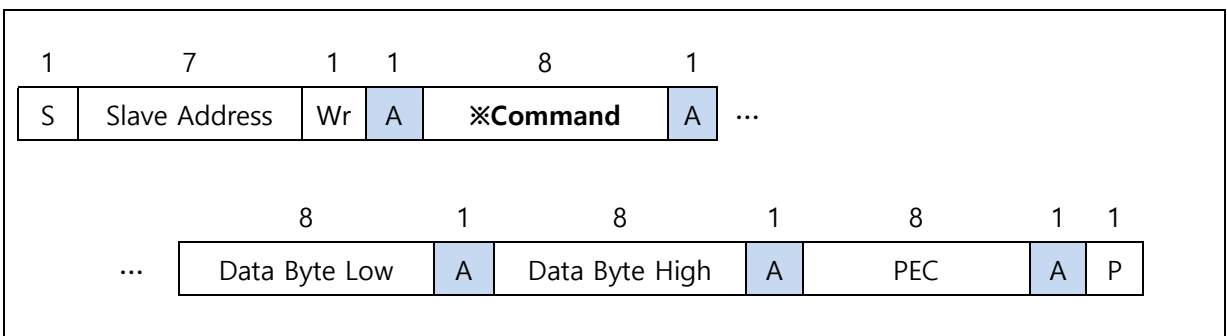 1 7 1 1 8 1
S Slave Address Wr A ※Command A …
8 1 8 1 8 1 1
… Data Byte Low A Data Byte High A PEC A P